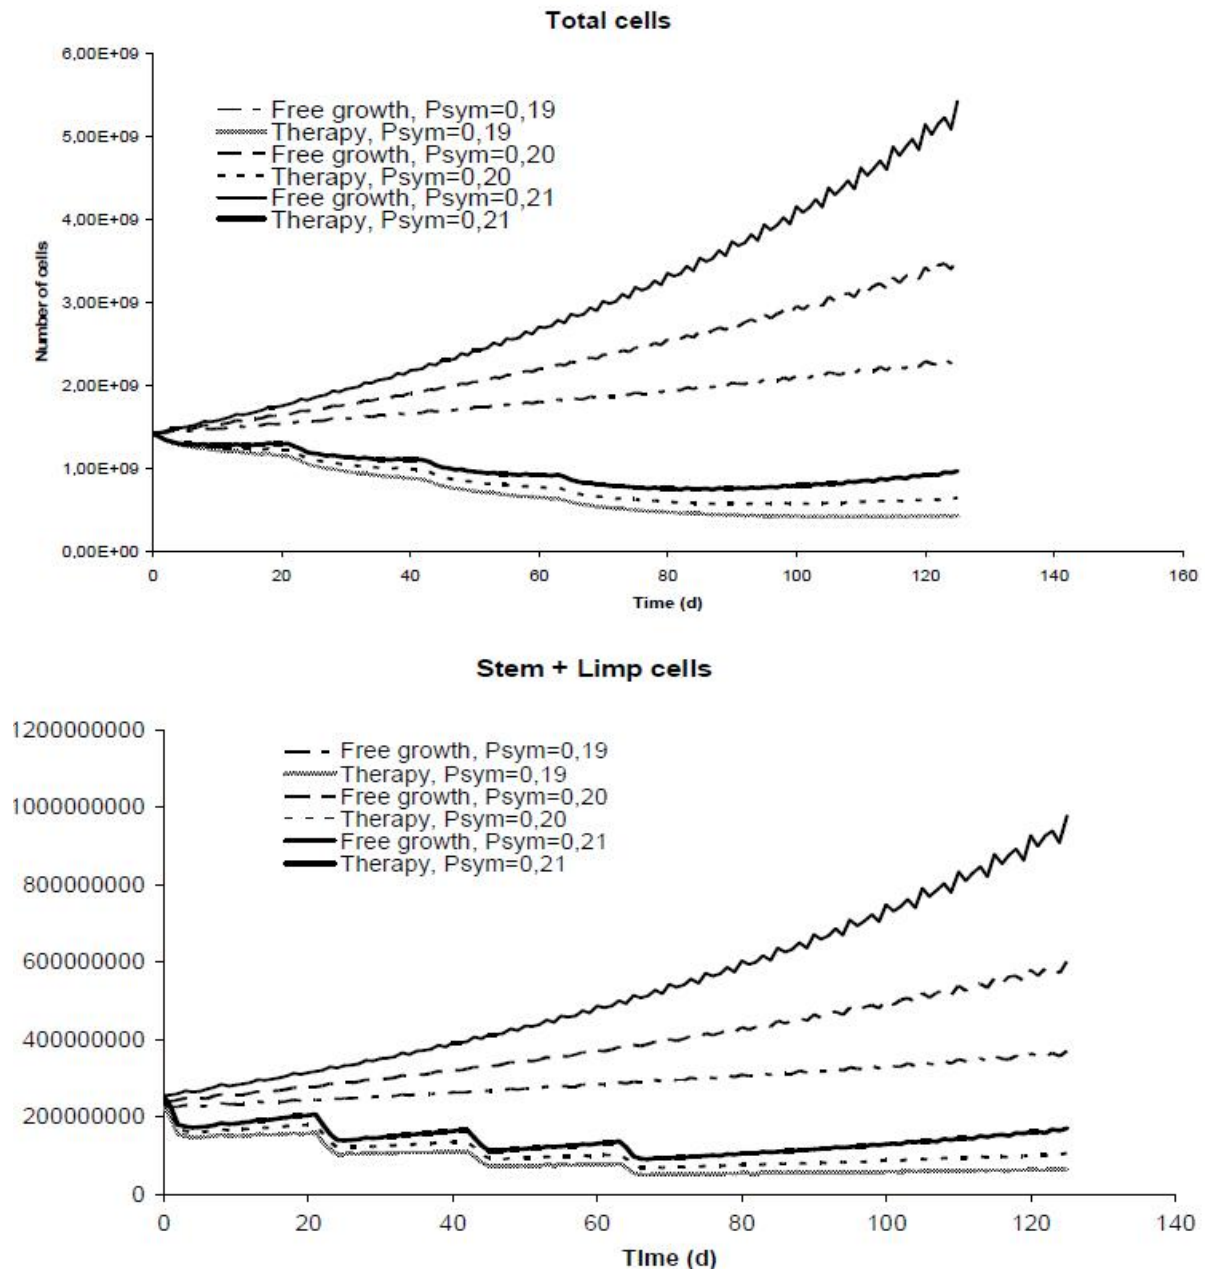 Total cells
6,00E+09
5,00E+09
4,00E+09
3,00E+09
2,00E+09
1,00E+09
0,00E+00
Number of cells
Free growth, Psym=0,19
Therapy, Psym=0,19
Free growth, Psym=0,20
Therapy, Psym=0,20
Free growth, Psym=0,21
Therapy, Psym=0,21
0 20 40 60 80 100 120 140 160
Time (d)
Stem + Limp cells
1200000000
1000000000
800000000
600000000
400000000
200000000
0
Free growth, Psym=0,19
Therapy, Psym=0,19
Free growth, Psym=0,20
Therapy, Psym=0,20
Free growth, Psym=0,21
Therapy, Psym=0,21
0 20 40 60 80 100 120 140
TIme (d)